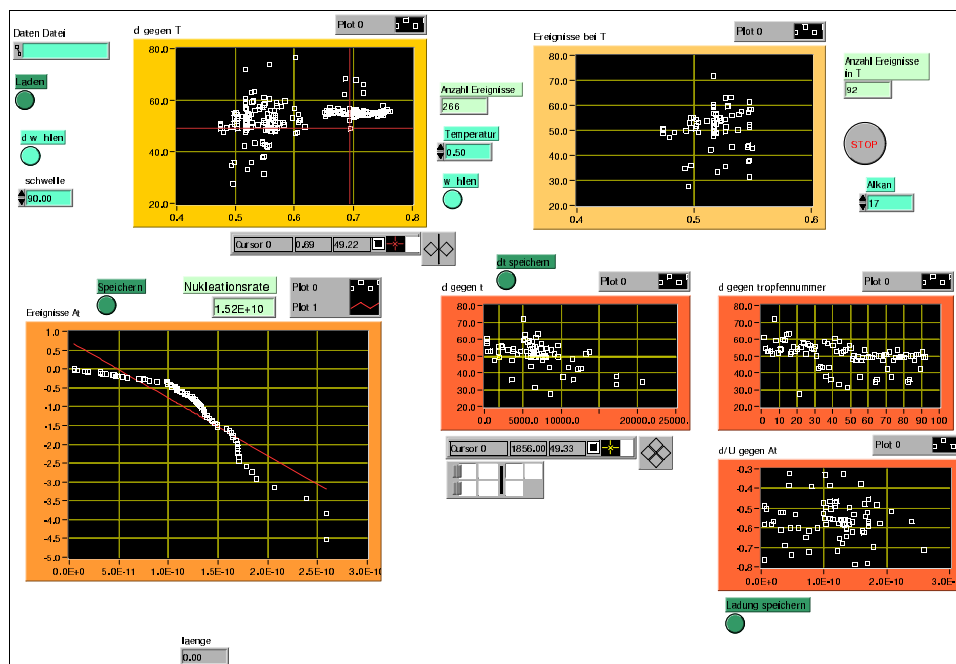 Daten Datei
Laden
d w hlen
schwelle
90.00
d gegen T
Plot 0
80.0
60.0
40.0
20.0
0.4 0.5 0.6 0.7 0.8
Cursor 0 0.69 49.22
Anzahl Ereignisse
266
Temperatur
0.50
w hlen
Ereignisse bei T
Plot 0
80.0
70.0
60.0
50.0
40.0
30.0
20.0
0.4 0.5 0.6
Anzahl Ereignisse
in T
92
STOP
Alkan
17
Speichern
Nukleationsrate
1.52E+10
Plot 0
Plot 1
Ereignisse At
1.0
0.0
-1.0
-1.5
-2.0
-2.5
-3.0
-3.5
-4.0
-4.5
-5.0
0.0E+0 5.0E-11 1.0E-10 1.5E-10 2.0E-10 2.5E-10 3.0E-10
dt speichern
d gegen t
Plot 0
80.0
70.0
60.0
50.0
40.0
30.0
20.0
0.0 5000.0 10000.0 20000.0 25000.0
Cursor 0 1856.00 49.33
d gegen tropfennummer
Plot 0
80.0
70.0
60.0
50.0
40.0
30.0
20.0
0 10 20 30 40 50 60 70 80 90 100
d/U gegen At
Plot 0
-0.3
-0.4
-0.5
-0.6
-0.7
-0.8
0.0E+0 1.0E-10 2.0E-10 3.0E
Ladung speichern
laenge
0.00